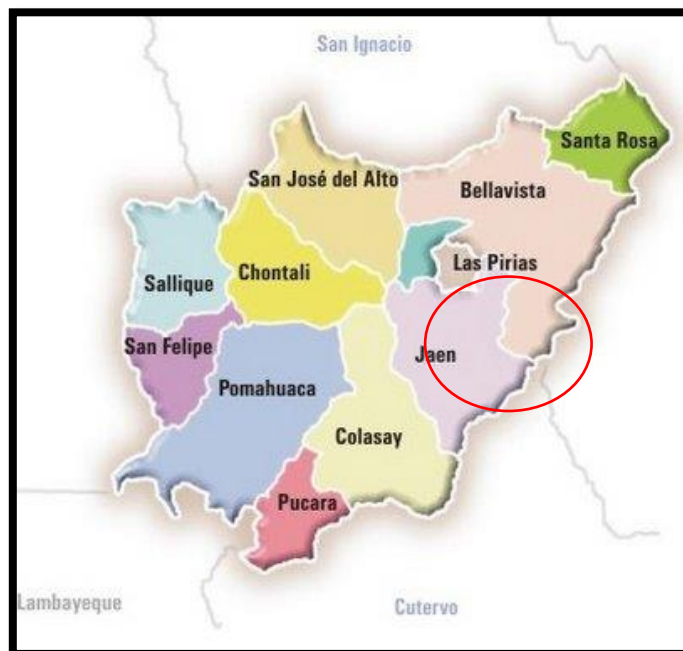 San Ignacio
Santa Rosa
San José del Alto
Bellavista
Las Pirias
Chontali
Sallique
San Felipe
Jaen
Pomahuaca
Colasay
Pucara
Lambayeque
Cutervo